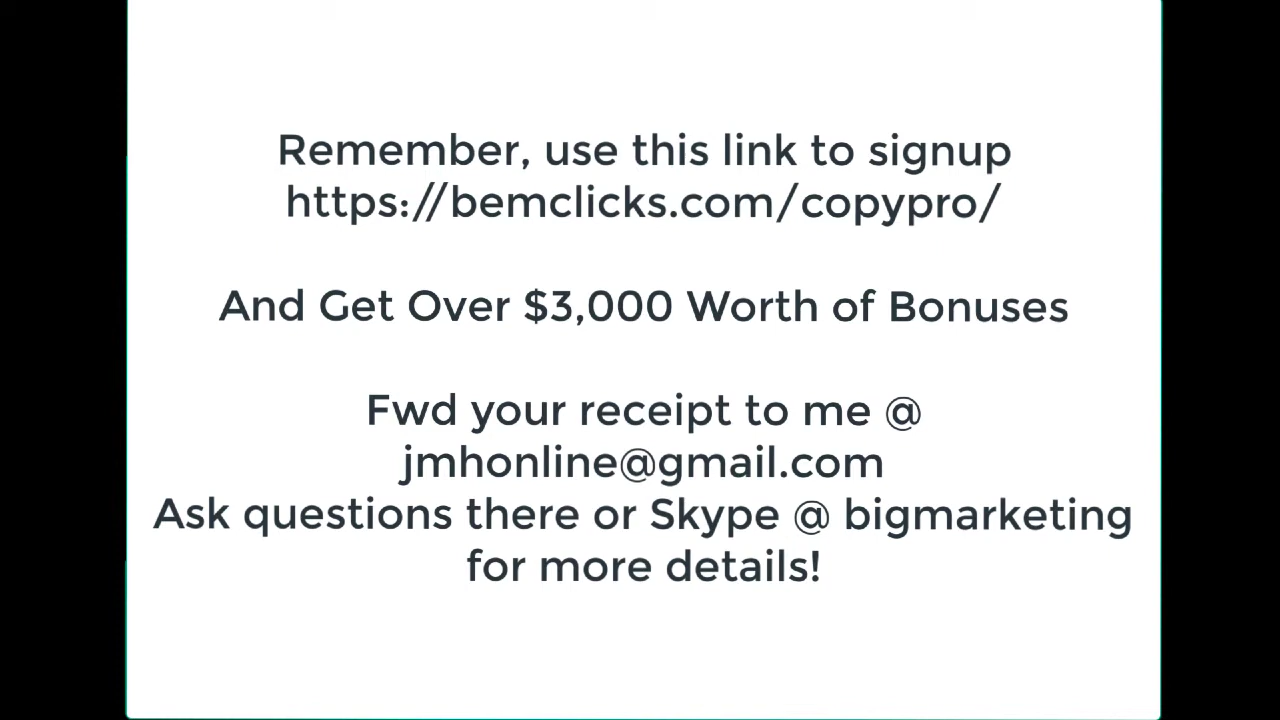 Remember, use this link to signup
https://bemclicks.com/copypro/
And Get Over $3,000 Worth of Bonuses
Fwd your receipt to me @
jmhonline@gmail.com
Ask questions there or Skype @ bigmarketing
for more details!